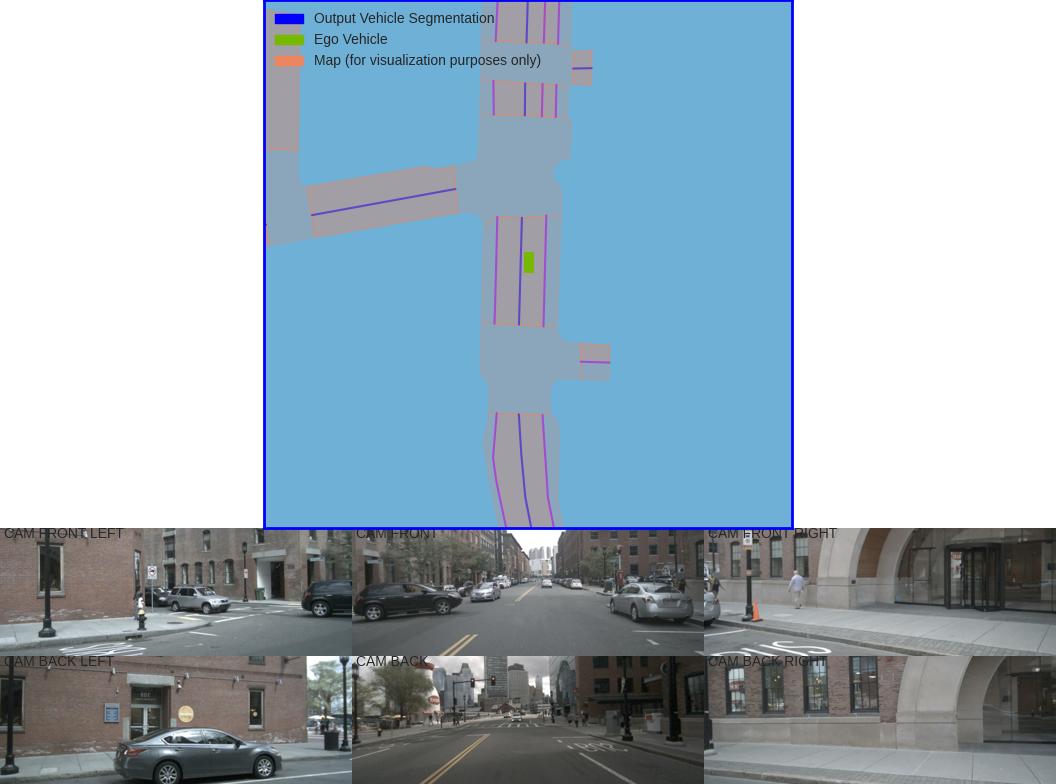 Output Vehicle Segmentation
Ego Vehicle
Map (for visualization purposes only)
CAM FRONT LEFT
CAM FRONT
CAM FRONT RIGHT
CAM BACK LEFT
CAM BACK
CAM BACK RIGHT